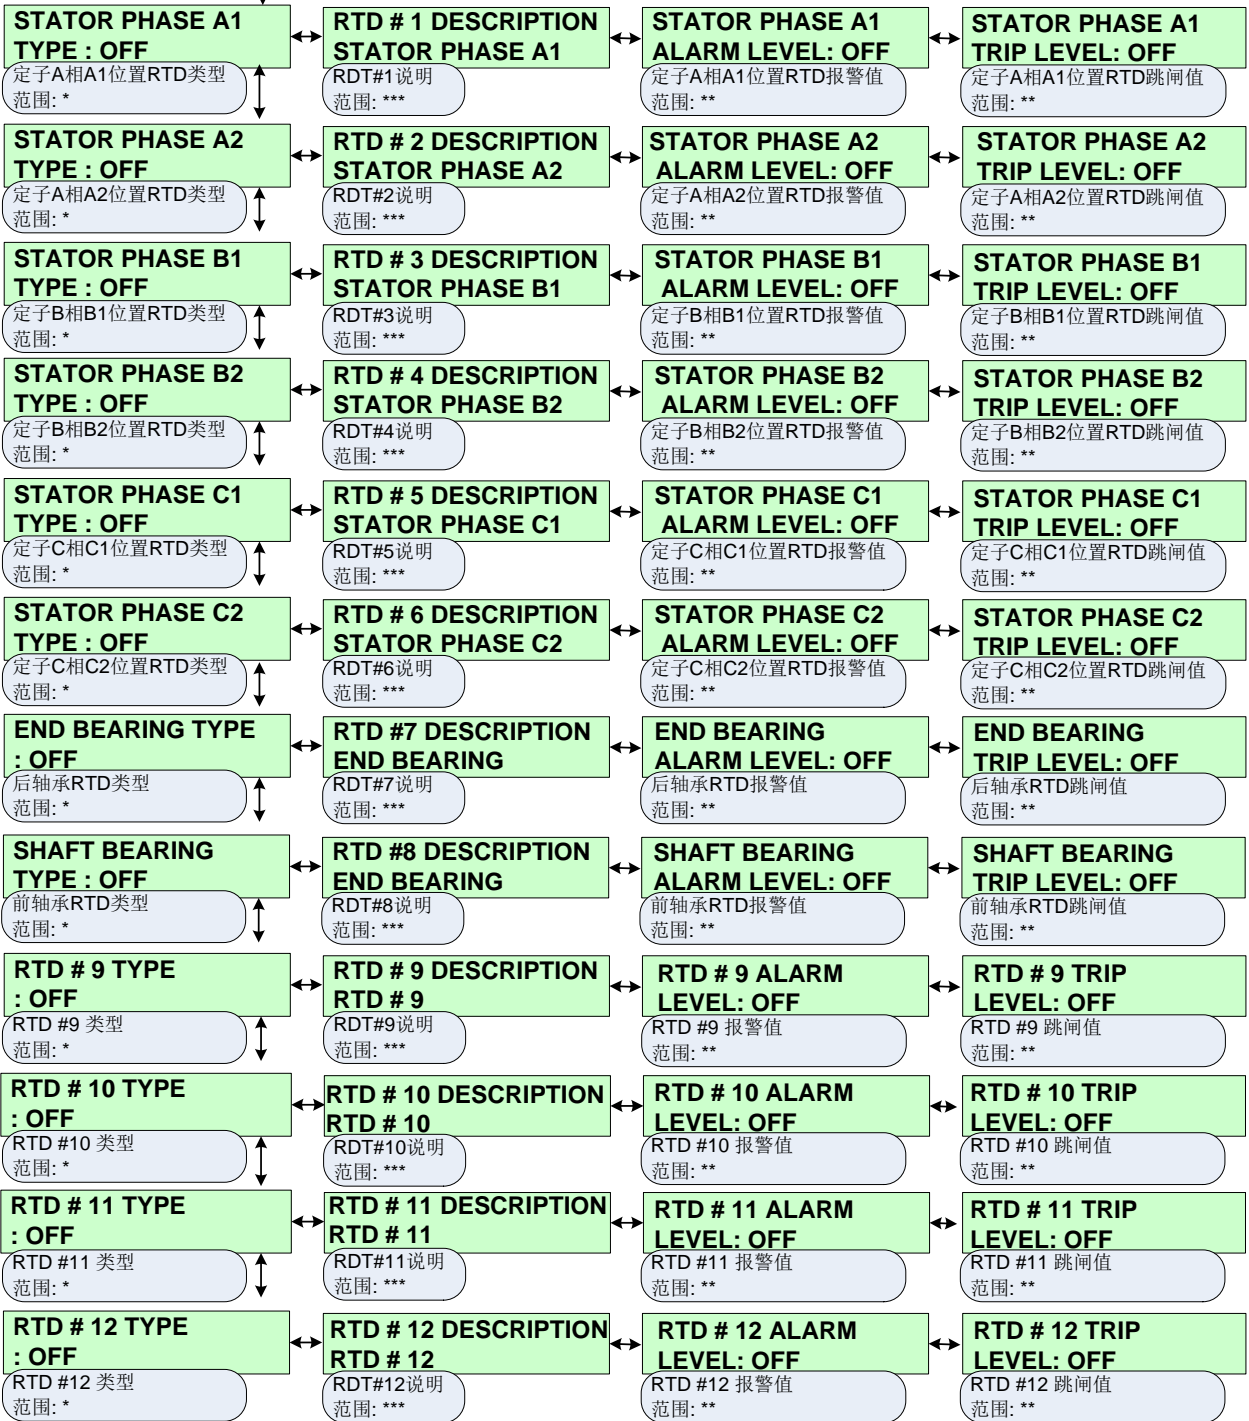 STATOR PHASE A1
TYPE : OFF
定子A相A1位置RTD类型
范围: *
RTD # 1 DESCRIPTION
STATOR PHASE A1
RDT#1说明
范围: ***
STATOR PHASE A1
ALARM LEVEL: OFF
定子A相A1位置RTD报警值
范围: **
STATOR PHASE A1
TRIP LEVEL: OFF
定子A相A1位置RTD跳闸值
范围: **
STATOR PHASE A2
TYPE : OFF
定子A相A2位置RTD类型
范围: *
RTD # 2 DESCRIPTION
STATOR PHASE A2
RDT#2说明
范围: ***
STATOR PHASE A2
ALARM LEVEL: OFF
定子A相A2位置RTD报警值
范围: **
STATOR PHASE A2
TRIP LEVEL: OFF
定子A相A2位置RTD跳闸值
范围: **
STATOR PHASE B1
TYPE : OFF
定子B相B1位置RTD类型
范围: *
RTD # 3 DESCRIPTION
STATOR PHASE B1
RDT#3说明
范围: ***
STATOR PHASE B1
ALARM LEVEL: OFF
定子B相B1位置RTD报警值
范围: **
STATOR PHASE B1
TRIP LEVEL: OFF
定子B相B1位置RTD跳闸值
范围: **
STATOR PHASE B2
TYPE : OFF
定子B相B2位置RTD类型
范围: *
RTD # 4 DESCRIPTION
STATOR PHASE B2
RDT#4说明
范围: ***
STATOR PHASE B2
ALARM LEVEL: OFF
定子B相B2位置RTD报警值
范围: **
STATOR PHASE B2
TRIP LEVEL: OFF
定子B相B2位置RTD跳闸值
范围: **
STATOR PHASE C1
TYPE : OFF
定子C相C1位置RTD类型
范围: *
RTD # 5 DESCRIPTION
STATOR PHASE C1
RDT#5说明
范围: ***
STATOR PHASE C1
ALARM LEVEL: OFF
定子C相C1位置RTD报警值
范围: **
STATOR PHASE C1
TRIP LEVEL: OFF
定子C相C1位置RTD跳闸值
范围: **
STATOR PHASE C2
TYPE : OFF
定子C相C2位置RTD类型
范围: *
RTD # 6 DESCRIPTION
STATOR PHASE C2
RDT#6说明
范围: ***
STATOR PHASE C2
ALARM LEVEL: OFF
定子C相C2位置RTD报警值
范围: **
STATOR PHASE C2
TRIP LEVEL: OFF
定子C相C2位置RTD跳闸值
范围: **
END BEARING TYPE
: OFF
后轴承RTD类型
范围: *
RTD #7 DESCRIPTION
END BEARING
RDT#7说明
范围: ***
END BEARING
ALARM LEVEL: OFF
后轴承RTD报警值
范围: **
END BEARING
TRIP LEVEL: OFF
后轴承RTD跳闸值
范围: **
SHAFT BEARING
TYPE : OFF
前轴承RTD类型
范围: *
RTD #8 DESCRIPTION
END BEARING
RDT#8说明
范围: ***
SHAFT BEARING
ALARM LEVEL: OFF
前轴承RTD报警值
范围: **
SHAFT BEARING
TRIP LEVEL: OFF
前轴承RTD跳闸值
范围: **
RTD # 9 TYPE
: OFF
RTD #9 类型
范围: *
RTD # 9 DESCRIPTION
RTD # 9
RDT#9说明
范围: ***
RTD # 9 ALARM
LEVEL: OFF
RTD #9 报警值
范围: **
RTD # 9 TRIP
LEVEL: OFF
RTD #9 跳闸值
范围: **
RTD # 10 TYPE
: OFF
RTD #10 类型
范围: *
RTD # 10 DESCRIPTION
RTD # 10
RDT#10说明
范围: ***
RTD # 10 ALARM
LEVEL: OFF
RTD #10 报警值
范围: **
RTD # 10 TRIP
LEVEL: OFF
RTD #10 跳闸值
范围: **
RTD # 11 TYPE
: OFF
RTD #11 类型
范围: *
RTD # 11 DESCRIPTION
RTD # 11
RDT#11说明
范围: ***
RTD # 11 ALARM
LEVEL: OFF
RTD #11 报警值
范围: **
RTD # 11 TRIP
LEVEL: OFF
RTD #11 跳闸值
范围: **
RTD # 12 TYPE
: OFF
RTD #12 类型
范围: *
RTD # 12 DESCRIPTION
RTD # 12
RDT#12说明
范围: ***
RTD # 12 ALARM
LEVEL: OFF
RTD #12 报警值
范围: **
RTD # 12 TRIP
LEVEL: OFF
RTD #12 跳闸值
范围: **